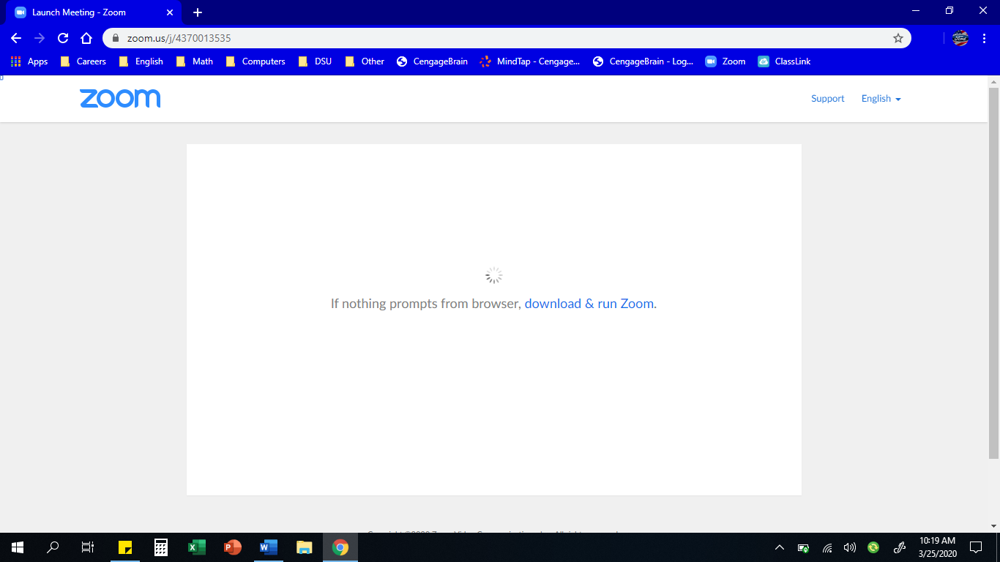 Launch Meeting - Zoom
zoom.us/j/4370013535
Apps Careers English Math Computers DSU Other CengageBrain MindTap - Cengage... CengageBrain - Log... Zoom ClassLink
zoom Support English
If nothing prompts from browser, download & run Zoom.
10:19 AM
3/25/2020